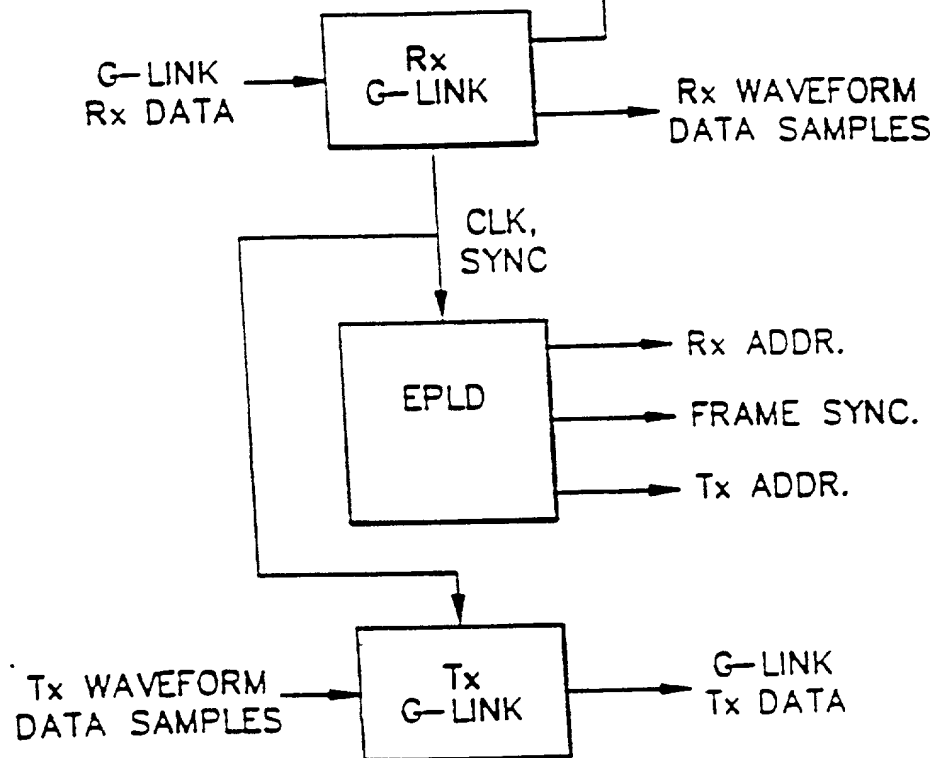 G-LINK
Rx DATA
Rx
G-LINK
Rx WAVEFORM
DATA SAMPLES
CLK,
SYNC
EPLD
Rx ADDR.
FRAME SYNC.
Tx ADDR.
Tx WAVEFORM
DATA SAMPLES
Tx
G-LINK
G-LINK
Tx DATA